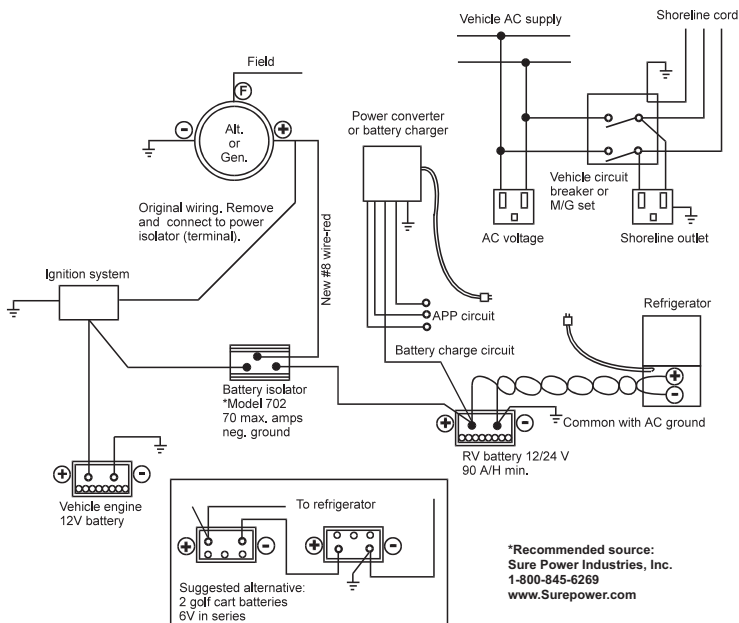 Vehicle AC supply
Shoreline cord
Field
F
Power converter
or battery charger
-
+
Alt.
or
Gen.
Vehicle circuit
breaker or
M/G set
Original wiring. Remove
and connect to power
isolator (terminal).
AC voltage
Shoreline outlet
New #8 wire-red
Ignition system
Refrigerator
APP circuit
Battery charge circuit
+
-
Battery isolator
*Model 702
70 max. amps
neg. ground
Common with AC ground
+
-
RV battery 12/24 V
90 A/H min.
+
-
Vehicle engine
12V battery
To refrigerator
+
-
+
-
Suggested alternative:
2 golf cart batteries
6V in series
*Recommended source:
Sure Power Industries, Inc.
1-800-845-6269
www.Surepower.com